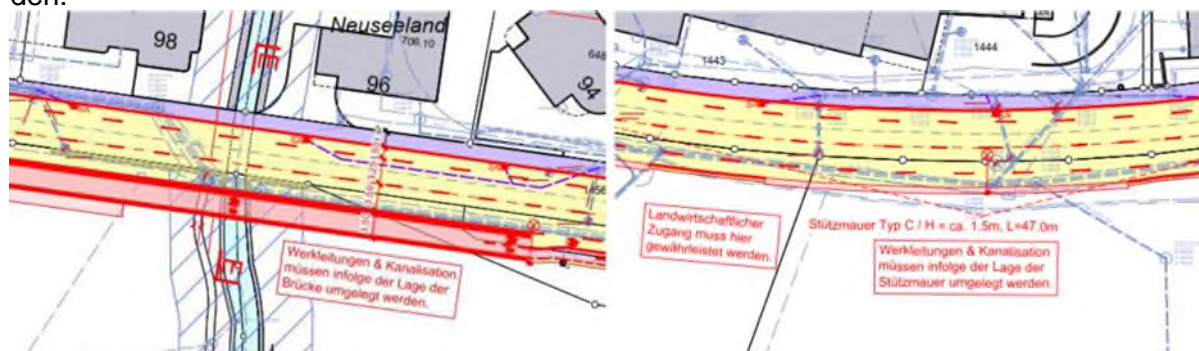 den.
98
Neuseeland
706.10
96
648
94
1456
Werkleitungen & Kanalisation
müssen infolge der Lage der
Brücke umgelegt werden.
1443
1444
Landwirtschaftlicher
Zugang muss hier
gewährleistet werden.
Stützmauer Typ C / H = ca. 1.5m, L=47,0m
Werkleitungen & Kanalisation
müssen infolge der Lage der
Stützmauer umgelegt werden.